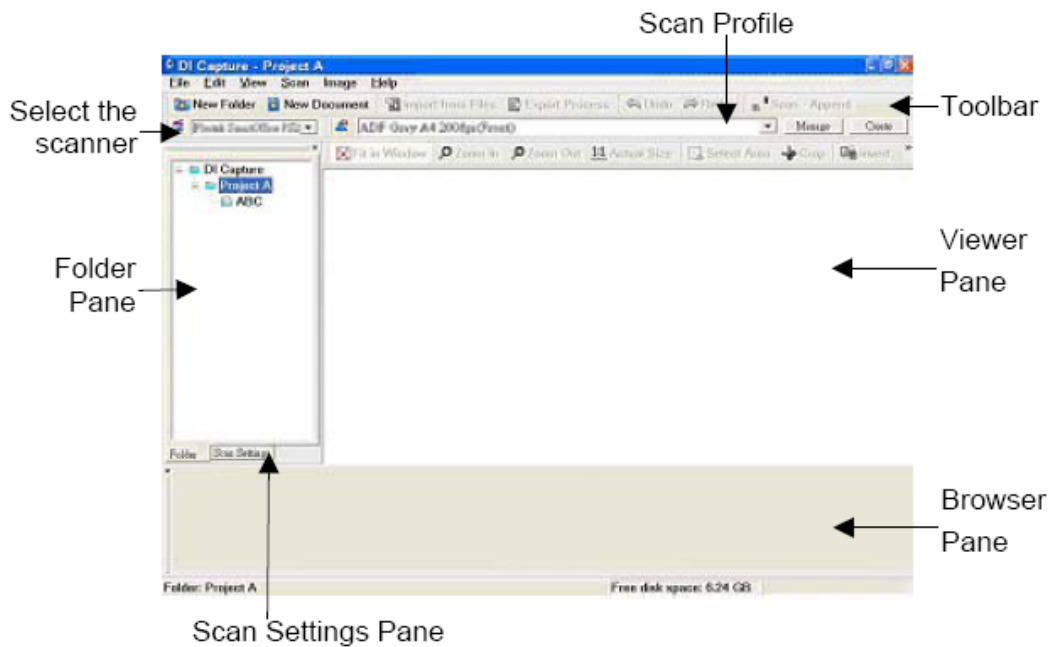 Scan Profile
DI Capture - Project A
File Edit View Scan Image Help
New Folder New Document Import from Files Export Process Undo Scan - Append
Toolbar
Select the
scanner
ADF Gray A4 200dpi(Front)
Manage Create
Fit in Window Zoom In Zoom Out 1:1 Actual Size Select Area Crop Invert
DI Capture
Project A
ABC
Viewer
Pane
Folder
Pane
Folder Scan Settings
Browser
Pane
Folder: Project A Free disk space: 6.24 GB
Scan Settings Pane